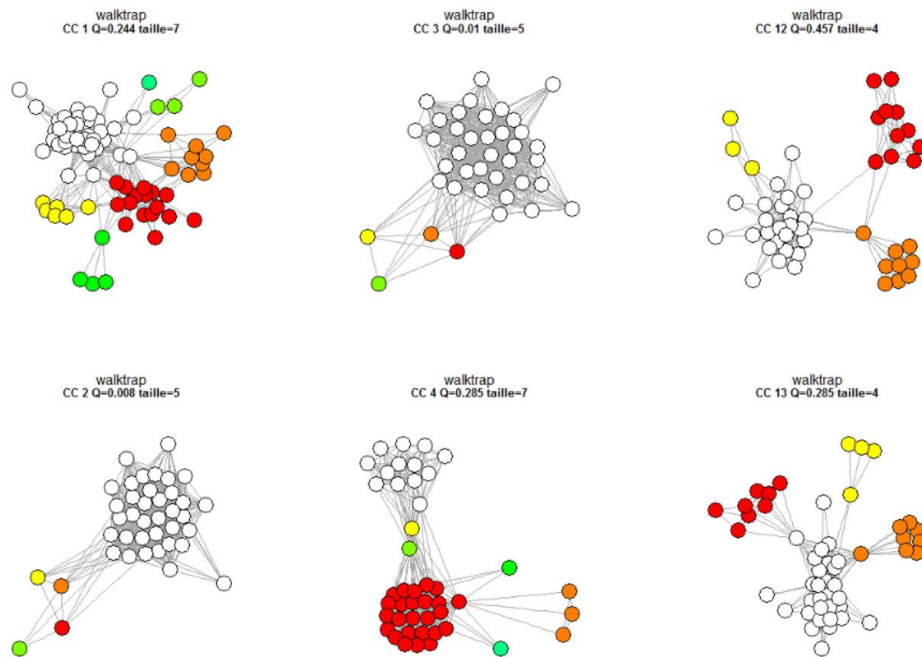 walktrap
CC 1 Q=0.244 taille=7
walktrap
CC 3 Q=0.01 taille=5
walktrap
CC 12 Q=0.457 taille=4
walktrap
CC 2 Q=0.008 taille=5
walktrap
CC 4 Q=0.285 taille=7
walktrap
CC 13 Q=0.285 taille=4